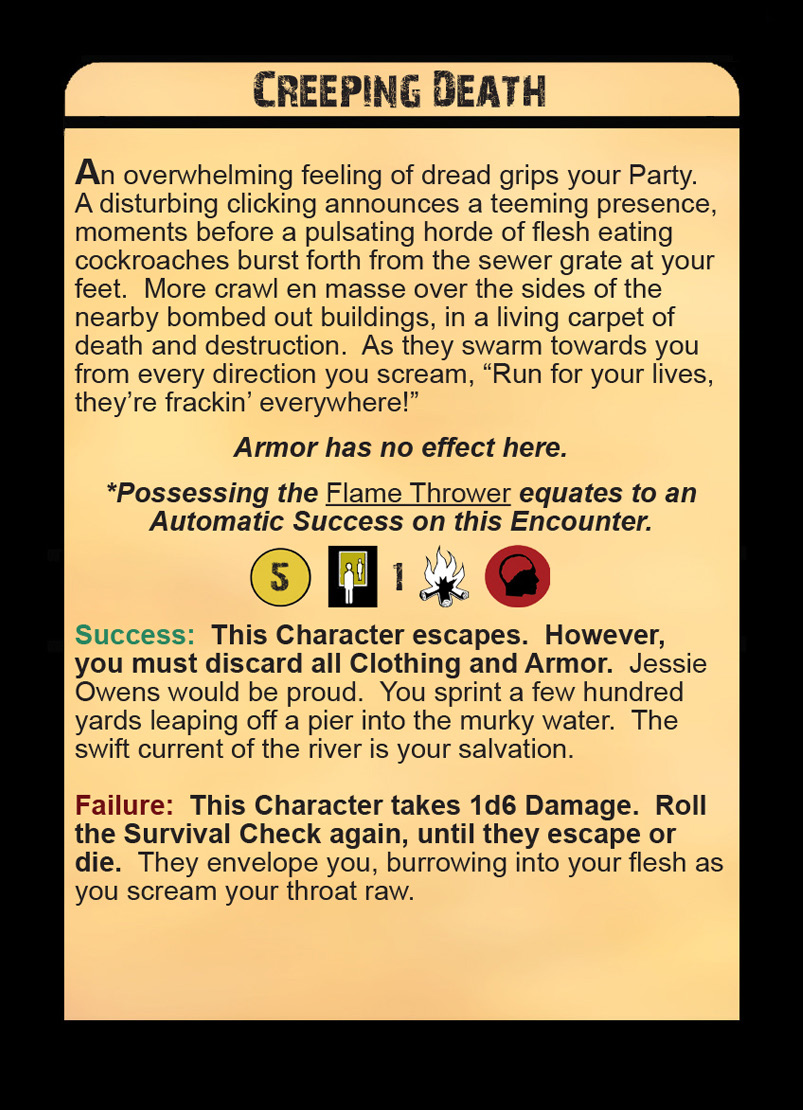 CREEPING DEATH
An overwhelming feeling of dread grips your Party.
A disturbing clicking announces a teeming presence,
moments before a pulsating horde of flesh eating
cockroaches burst forth from the sewer grate at your
feet.  More crawl en masse over the sides of the
nearby bombed out buildings, in a living carpet of
death and destruction.  As they swarm towards you
from every direction you scream, “Run for your lives,
they’re frackin’ everywhere!”
Armor has no effect here.
*Possessing the Flame Thrower equates to an
Automatic Success on this Encounter.
5 1
Success:  This Character escapes.  However,
you must discard all Clothing and Armor.  Jessie
Owens would be proud.  You sprint a few hundred
yards leaping off a pier into the murky water.  The
swift current of the river is your salvation.
Failure:  This Character takes 1d6 Damage.  Roll
the Survival Check again, until they escape or
die.  They envelope you, burrowing into your flesh as
you scream your throat raw.